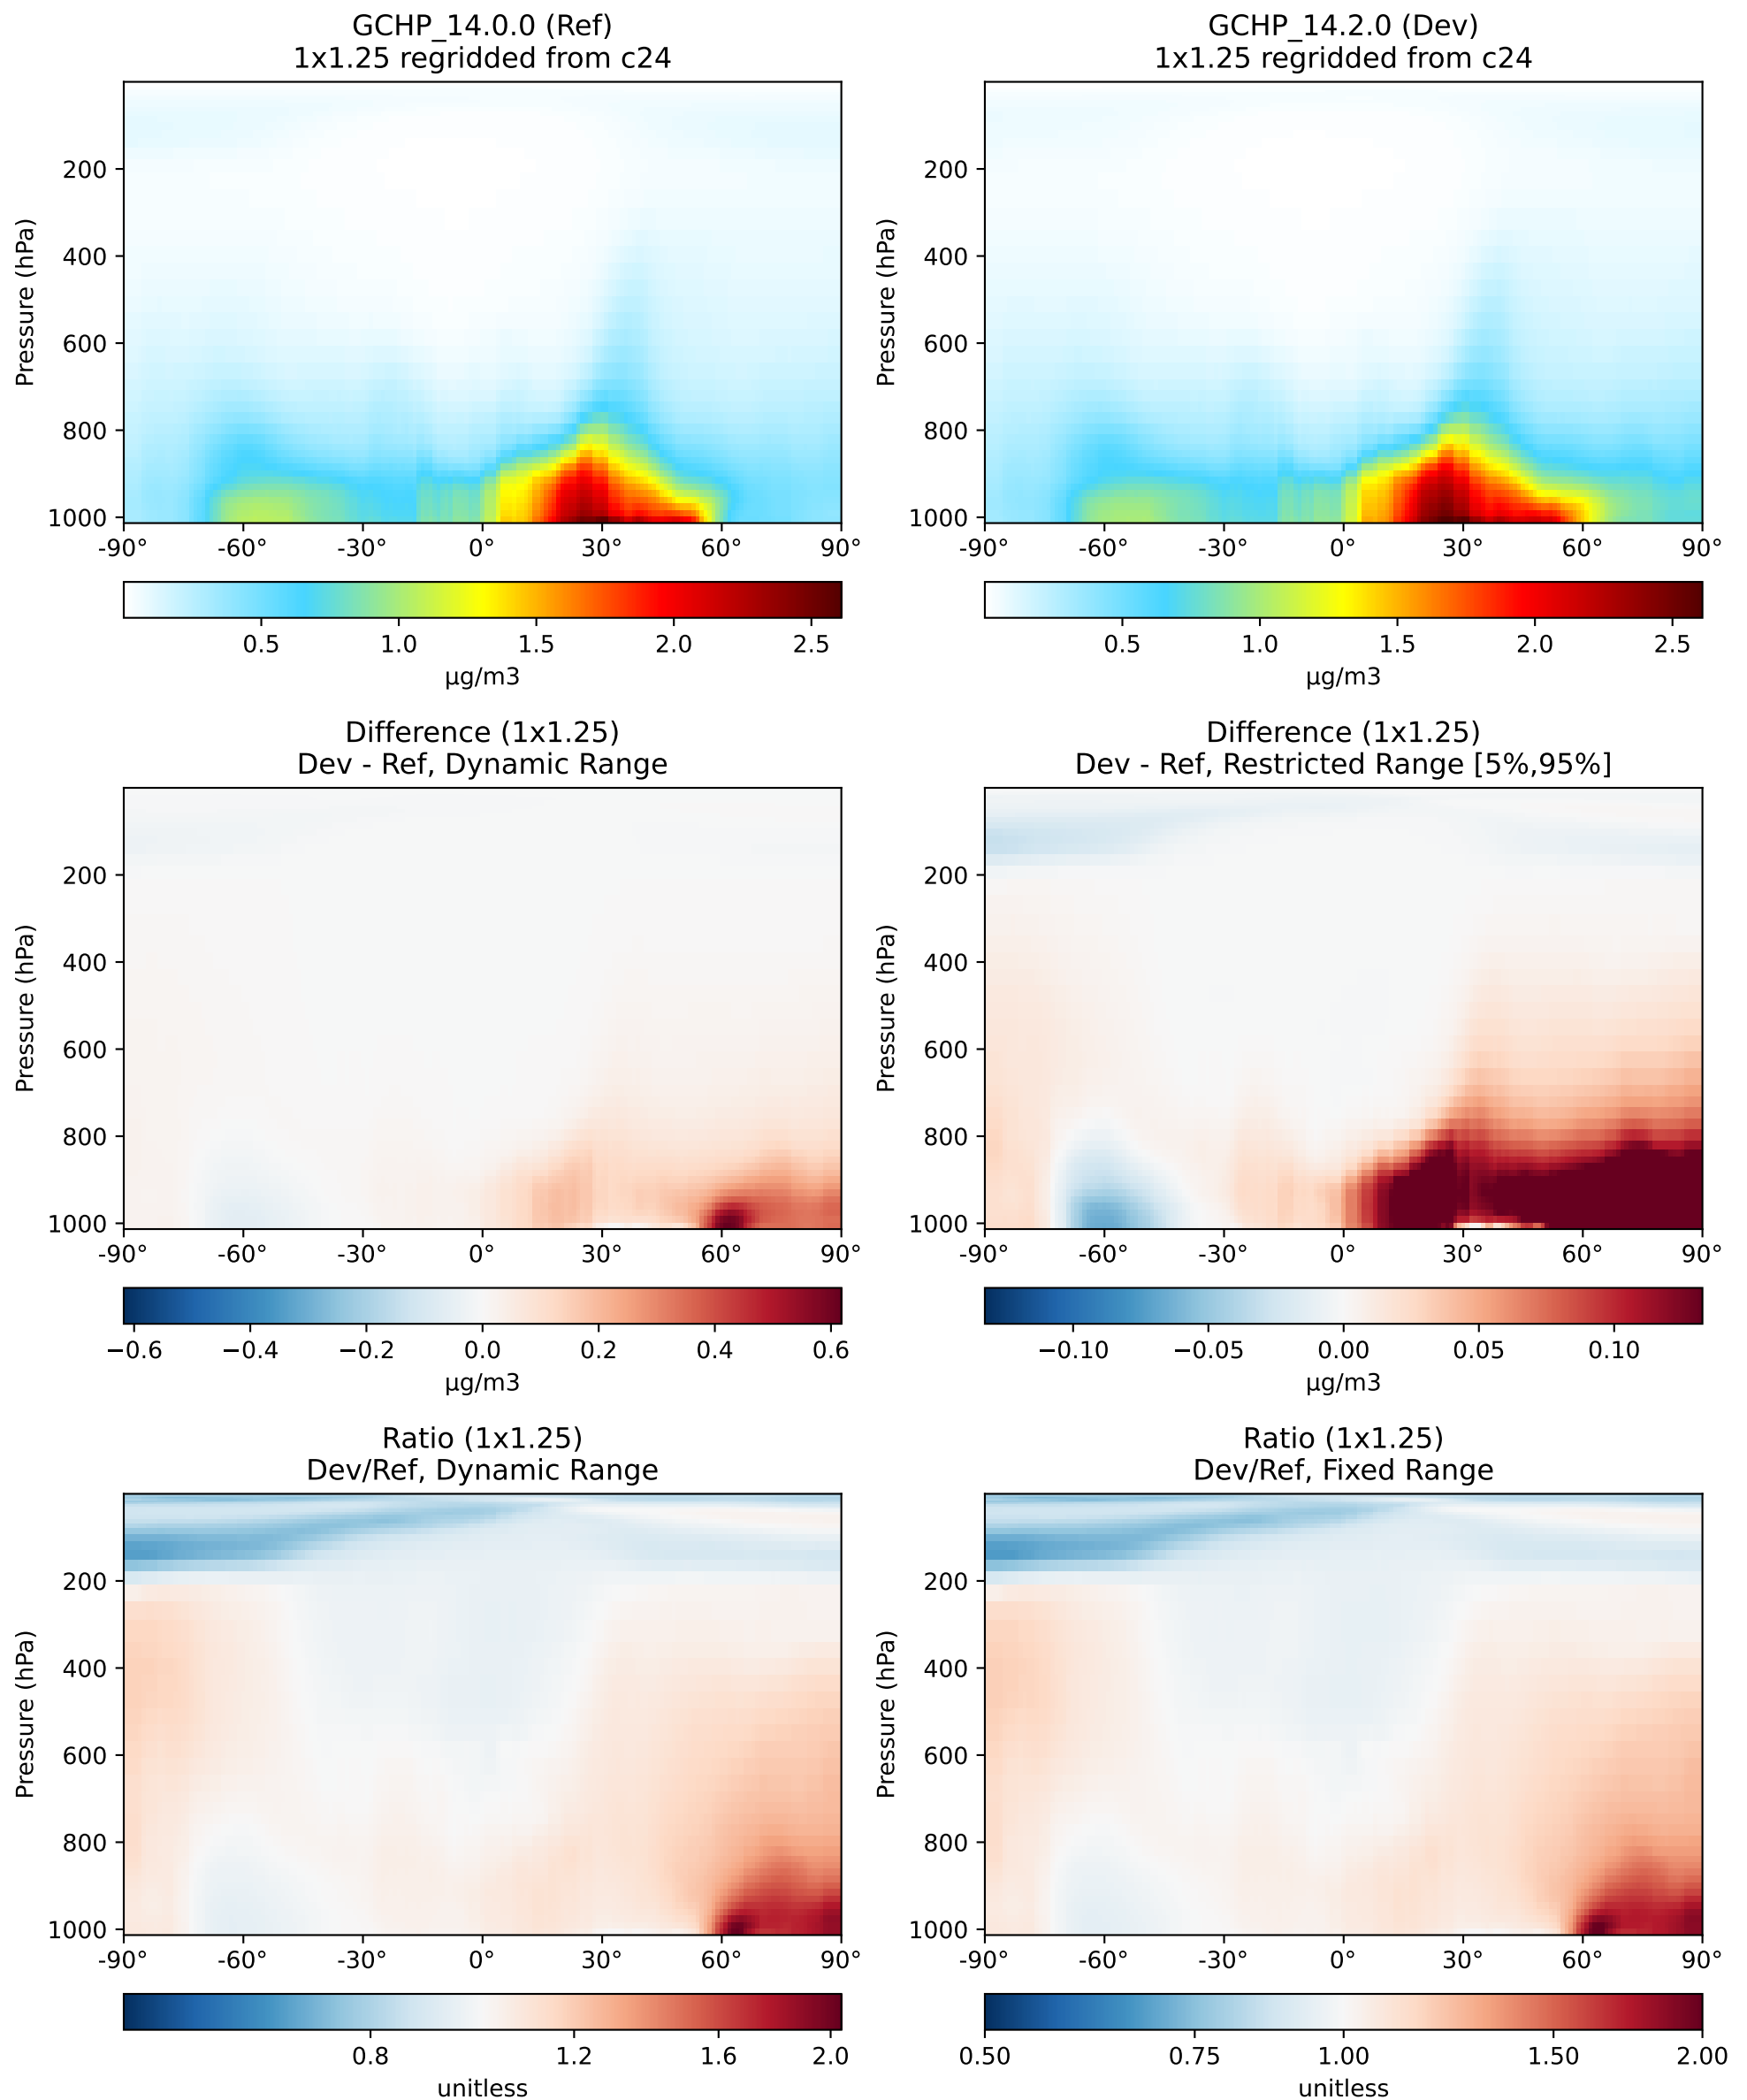 GCHP_14.0.0 (Ref)
1x1.25 regridded from c24
Pressure (hPa)
200
400
600
800
1000
-90° -60° -30° 0° 30° 60° 90°
0.5 1.0 1.5 2.0 2.5
µg/m3
GCHP_14.2.0 (Dev)
1x1.25 regridded from c24
Pressure (hPa)
200
400
600
800
1000
-90° -60° -30° 0° 30° 60° 90°
0.5 1.0 1.5 2.0 2.5
µg/m3
Difference (1x1.25)
Dev - Ref, Dynamic Range
Pressure (hPa)
200
400
600
800
1000
-90° -60° -30° 0° 30° 60° 90°
−0.6 −0.4 −0.2 0.0 0.2 0.4 0.6
µg/m3
Difference (1x1.25)
Dev - Ref, Restricted Range [5%,95%]
Pressure (hPa)
200
400
600
800
1000
-90° -60° -30° 0° 30° 60° 90°
−0.10 −0.05 0.00 0.05 0.10
µg/m3
Ratio (1x1.25)
Dev/Ref, Dynamic Range
Pressure (hPa)
200
400
600
800
1000
-90° -60° -30° 0° 30° 60° 90°
0.8 1.2 1.6 2.0
unitless
Ratio (1x1.25)
Dev/Ref, Fixed Range
Pressure (hPa)
200
400
600
800
1000
-90° -60° -30° 0° 30° 60° 90°
0.50 0.75 1.00 1.50 2.00
unitless